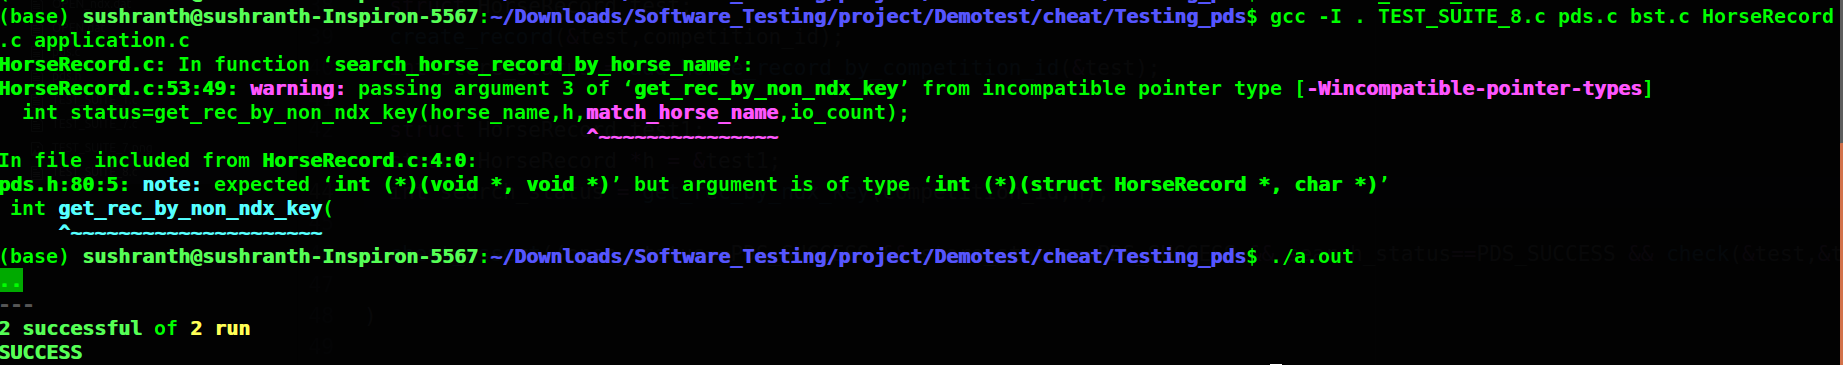 (base) sushranth@sushranth-Inspiron-5567:~/Downloads/Software_Testing/project/Demotest/cheat/Testing_pds$ gcc -I . TEST_SUITE_8.c pds.c bst.c HorseRecord
.c application.c
HorseRecord.c: In function ‘search_horse_record_by_horse_name’:
HorseRecord.c:53:49: warning: passing argument 3 of ‘get_rec_by_non_ndx_key’ from incompatible pointer type [-Wincompatible-pointer-types]
  int status=get_rec_by_non_ndx_key(horse_name,h,match_horse_name,io_count);
                                                 ^~~~~~~~~~~~~~~~
In file included from HorseRecord.c:4:0:
pds.h:80:5: note: expected ‘int (*)(void *, void *)’ but argument is of type ‘int (*)(struct HorseRecord *, char *)’
 int get_rec_by_non_ndx_key(
     ^~~~~~~~~~~~~~~~~~~~~~
(base) sushranth@sushranth-Inspiron-5567:~/Downloads/Software_Testing/project/Demotest/cheat/Testing_pds$ ./a.out
..
---
2 successful of 2 run
SUCCESS